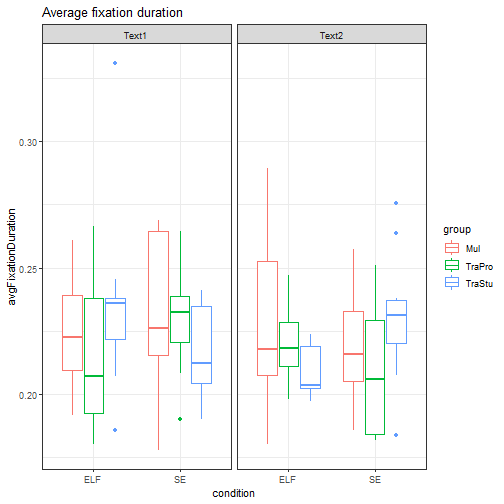 Average fixation duration
Text1
Text2
avgFixationDuration
0.30
0.25
0.20
ELF
SE
ELF
SE
condition
group
Mul
TraPro
TraStu